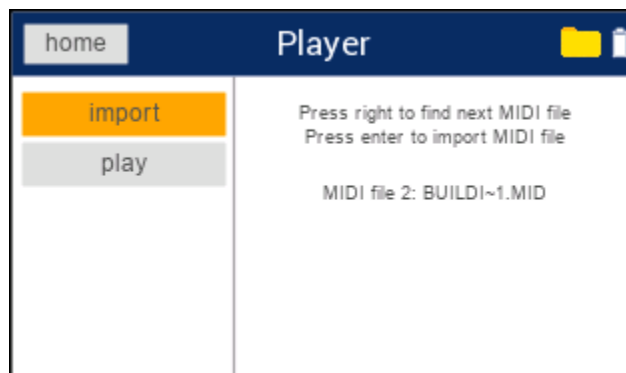 home
Player
import
play
Press right to find next MIDI file
Press enter to import MIDI file
MIDI file 2: BUILDI~1.MID